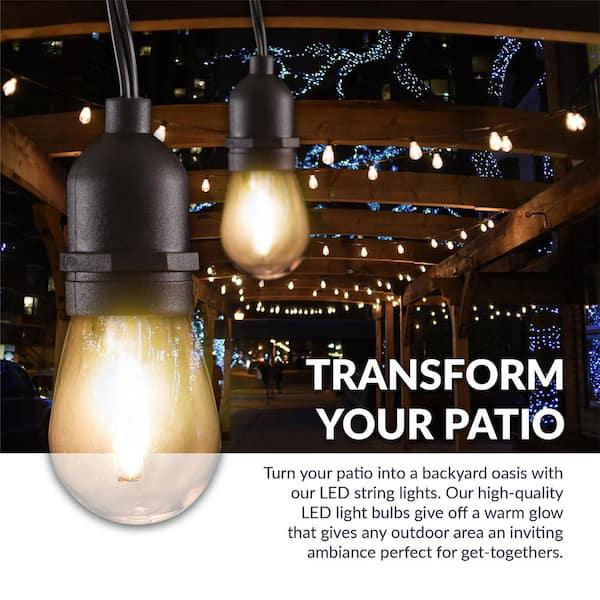 TRANSFORM
YOUR PATIO
Turn your patio into a backyard oasis with
our LED string lights. Our high-quality
LED light bulbs give off a warm glow
that gives any outdoor area an inviting
ambiance perfect for get-togethers.